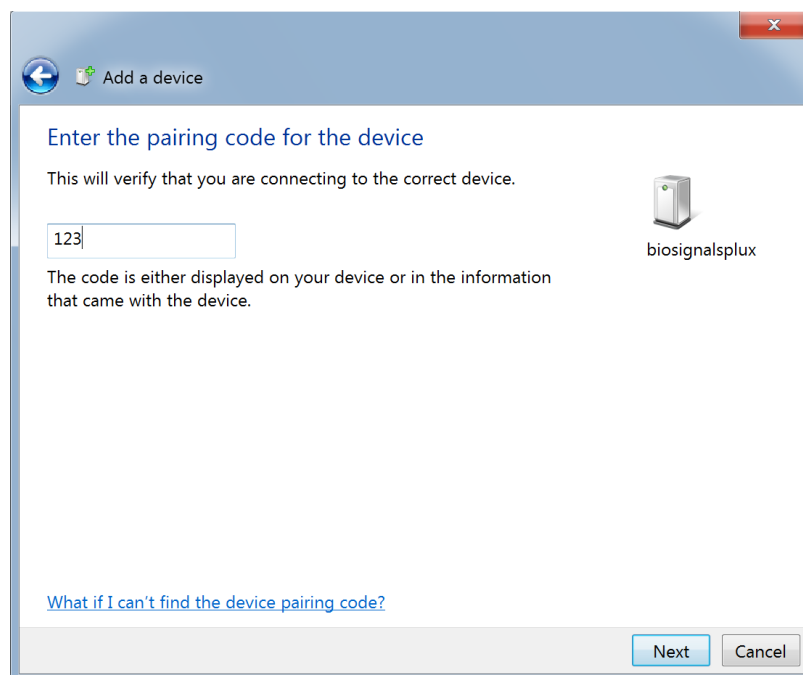 Add a device
Enter the pairing code for the device
This will verify that you are connecting to the correct device.
123
biosignalsplux
The code is either displayed on your device or in the information
that came with the device.
What if I can't find the device pairing code?
Next
Cancel